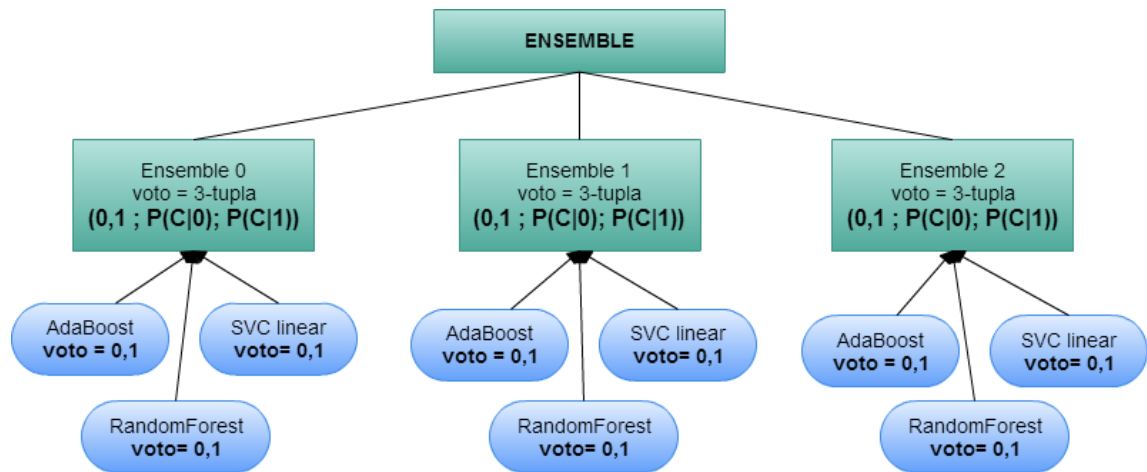 ENSEMBLE
Ensemble 0
voto = 3-tupla
(0,1 ; P(C|0); P(C|1))
Ensemble 1
voto = 3-tupla
(0,1 ; P(C|0); P(C|1))
Ensemble 2
voto = 3-tupla
(0,1 ; P(C|0); P(C|1))
AdaBoost
voto = 0,1
SVC linear
voto= 0,1
RandomForest
voto= 0,1
AdaBoost
voto = 0,1
SVC linear
voto= 0,1
RandomForest
voto= 0,1
AdaBoost
voto = 0,1
SVC linear
voto= 0,1
RandomForest
voto= 0,1